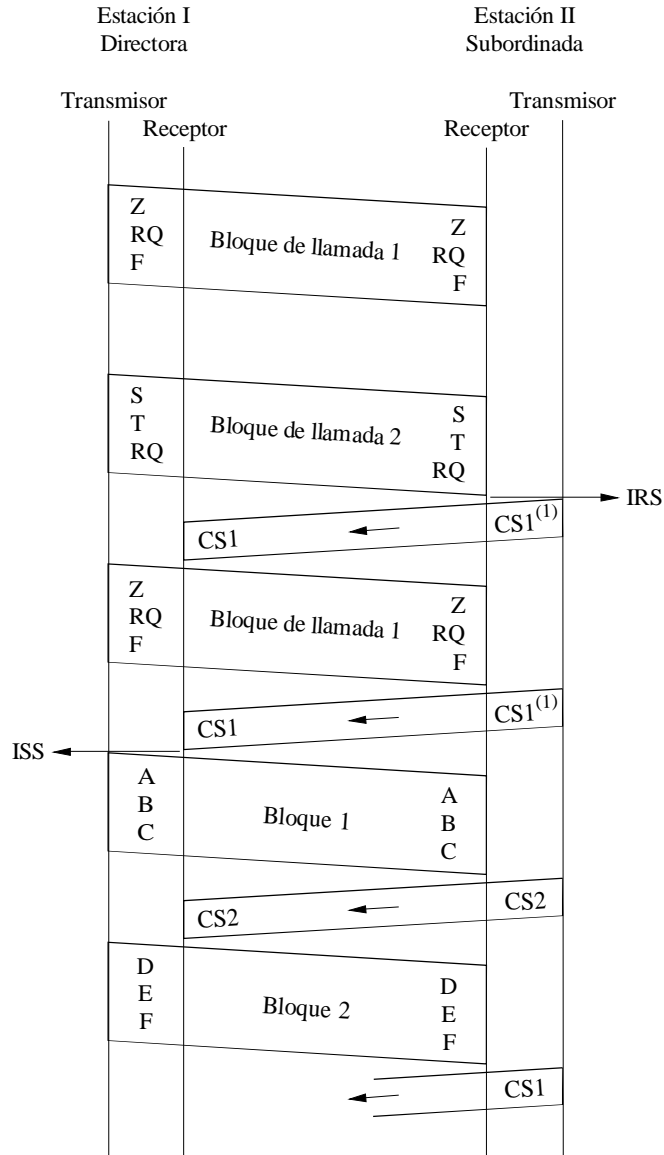 Estación I
Directora
Estación II
Subordinada
Transmisor
Receptor
Receptor
Transmisor
Z
RQ
F
Bloque de llamada 1
Z
RQ
F
S
T
RQ
Bloque de llamada 2
S
T
RQ
IRS
CS1
CS1(1)
Z
RQ
F
Bloque de llamada 1
Z
RQ
F
CS1
CS1(1)
ISS
A
B
C
Bloque 1
A
B
C
CS2
CS2
D
E
F
Bloque 2
D
E
F
CS1